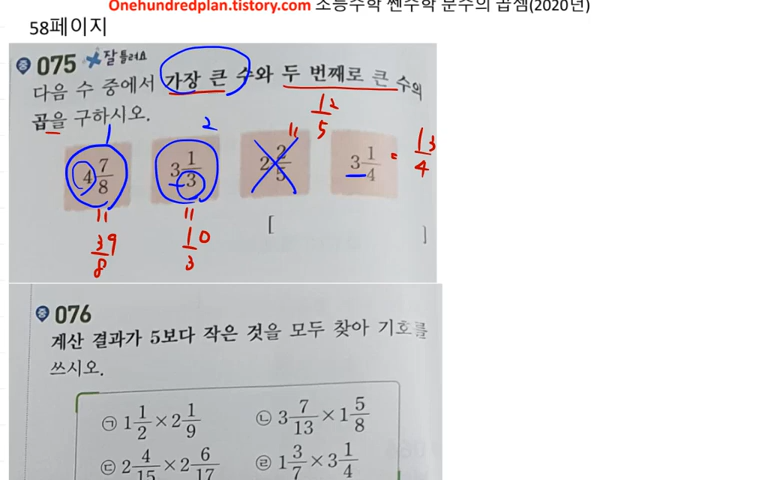 Onehundredplan.tistory.com 초등수학 쎈수학 분수의 곱셈(2020년)
58페이지
중 075 잘 틀려요
다음 수 중에서 가장 큰 수와 두 번째로 큰 수의
곱을 구하시오.
1 2 12/5
4 7/8 3 1/3 2 2/5 3 1/4 = 13/4
39/8 10/3 [ ]
중 076
계산 결과가 5보다 작은 것을 모두 찾아 기호를
쓰시오.
㉠ 1 1/2 × 2 1/9 ㉡ 3 7/13 × 1 5/8
㉢ 2 4/15 × 2 6/17 ㉣ 1 3/7 × 3 1/4